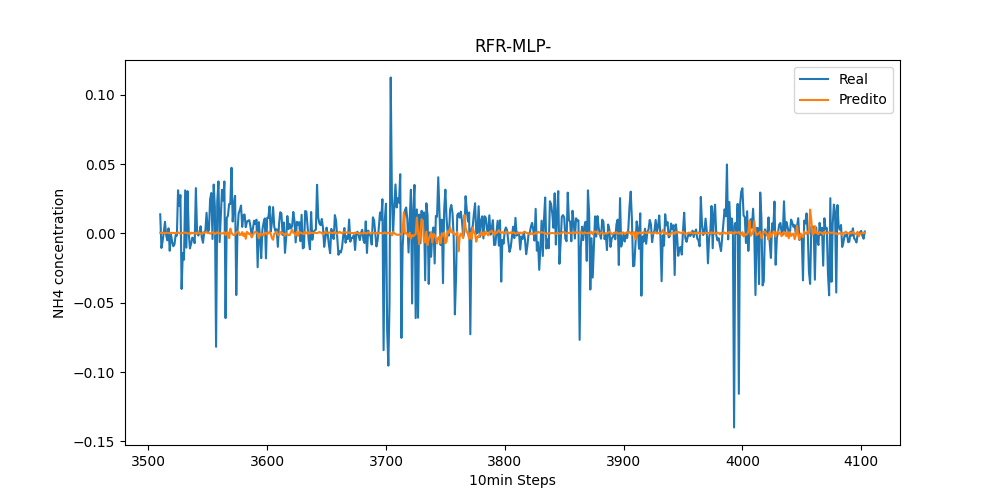 RFR-MLP-
Real
Predito
NH4 concentration
0.10
0.05
0.00
−0.05
−0.10
−0.15
3500 3600 3700 3800 3900 4000 4100
10min Steps